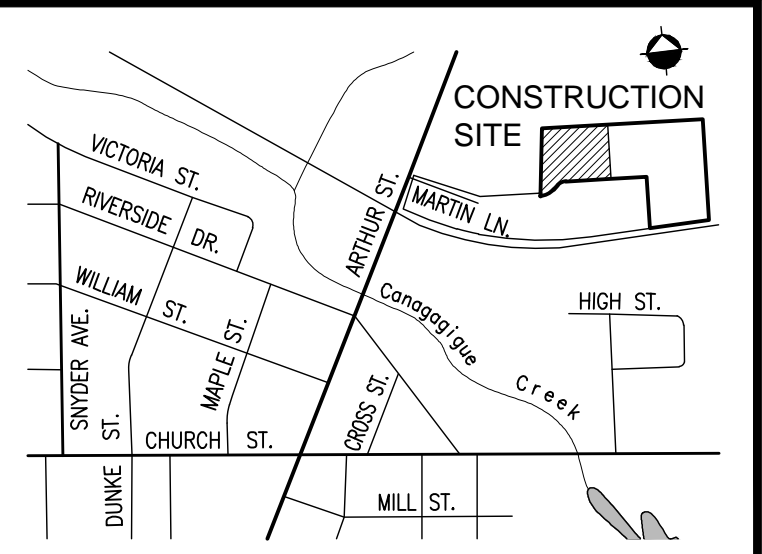 CONSTRUCTION
SITE
VICTORIA ST.
RIVERSIDE DR.
ARTHUR ST.
MARTIN LN.
WILLIAM ST.
Canagagigue Creek
HIGH ST.
SNYDER AVE.
MAPLE ST.
CROSS ST.
CHURCH ST.
DUNKE ST.
MILL ST.